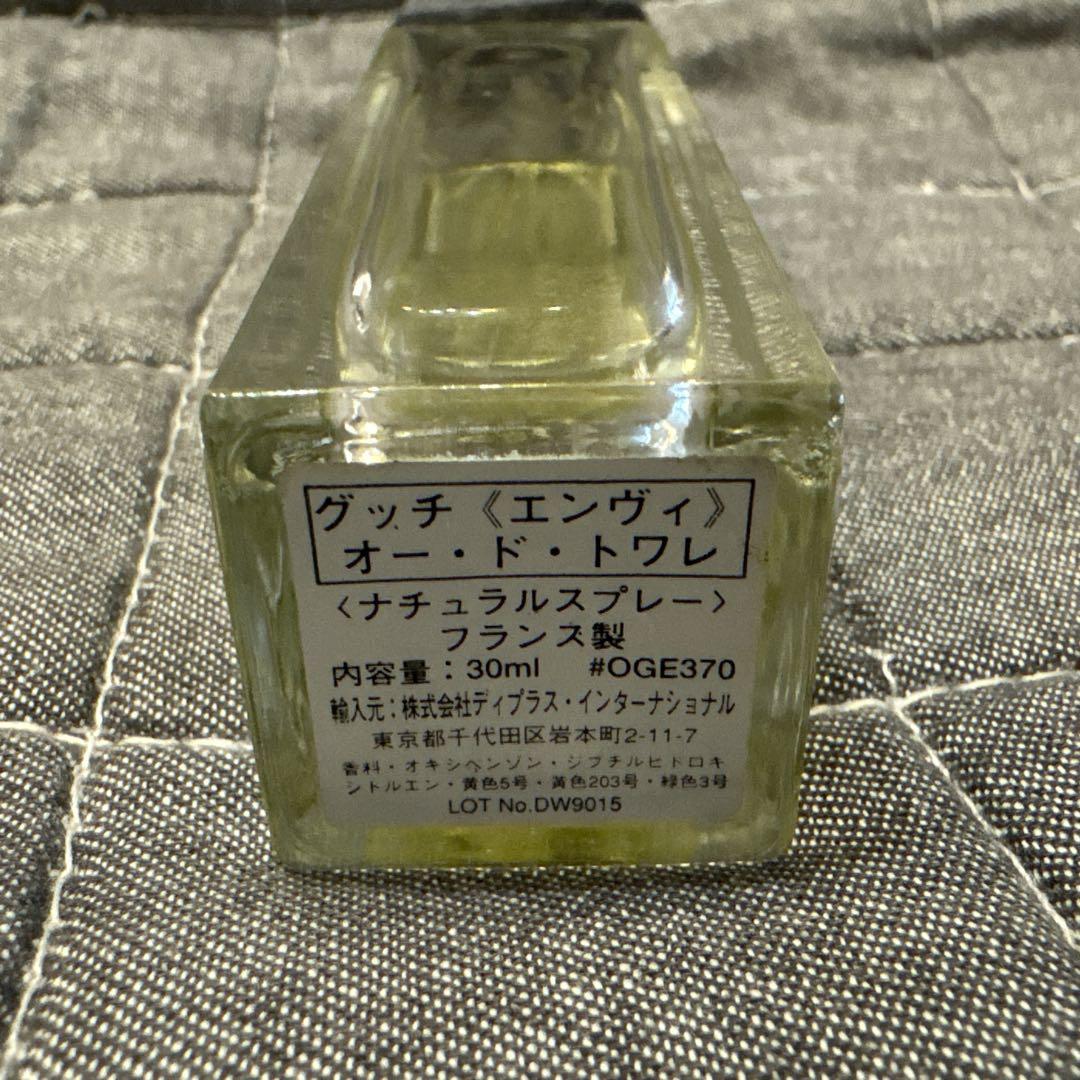 グッチ《エンヴィ》
オー・ド・トワレ
〈ナチュラルスプレー〉
フランス製
内容量：30ml #OGE370
輸入元：株式会社ディプラス・インターナショナル
東京都千代田区岩本町2-11-7
香料・オキシベンゾン・ジブチルヒドロキ
シトルエン・黄色5号・黄色203号・緑色3号
LOT No.DW9015